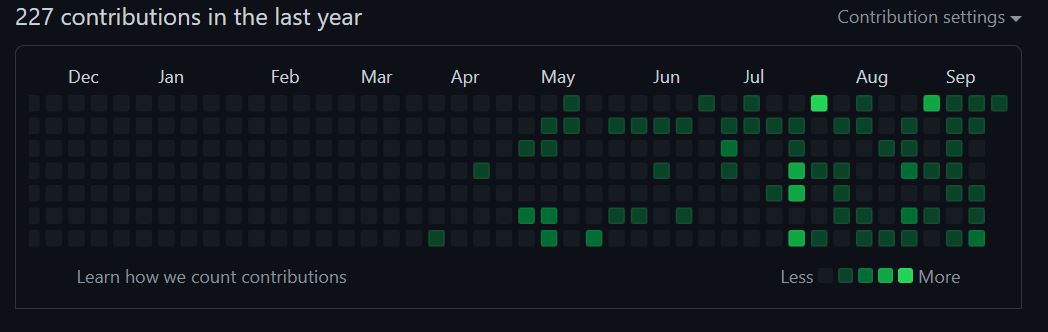 227 contributions in the last year
Contribution settings
Dec Jan Feb Mar Apr May Jun Jul Aug Sep
Learn how we count contributions
Less More